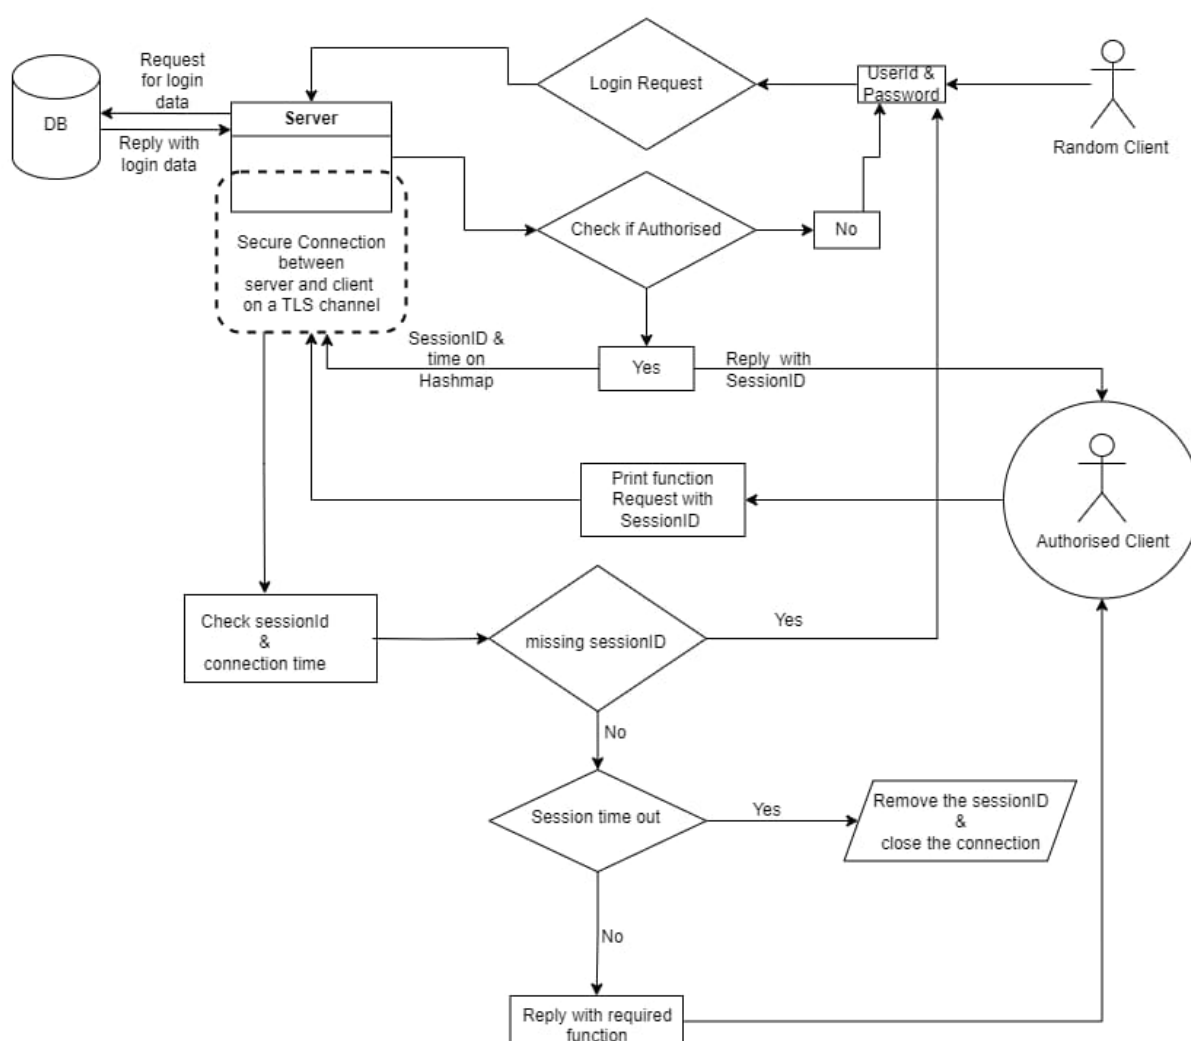 Request
for login
data
DB
Reply with
login data
Server
Secure Connection
between
server and client
on a TLS channel
Login Request
UserId &
Password
Random Client
Check if Authorised
No
Yes
SessionID &
time on
Hashmap
Reply with
SessionID
Print function
Request with
SessionID
Authorised Client
Check sessionId
&
connection time
missing sessionID
Yes
No
Session time out
Yes
Remove the sessionID
&
close the connection
No
Reply with required
function